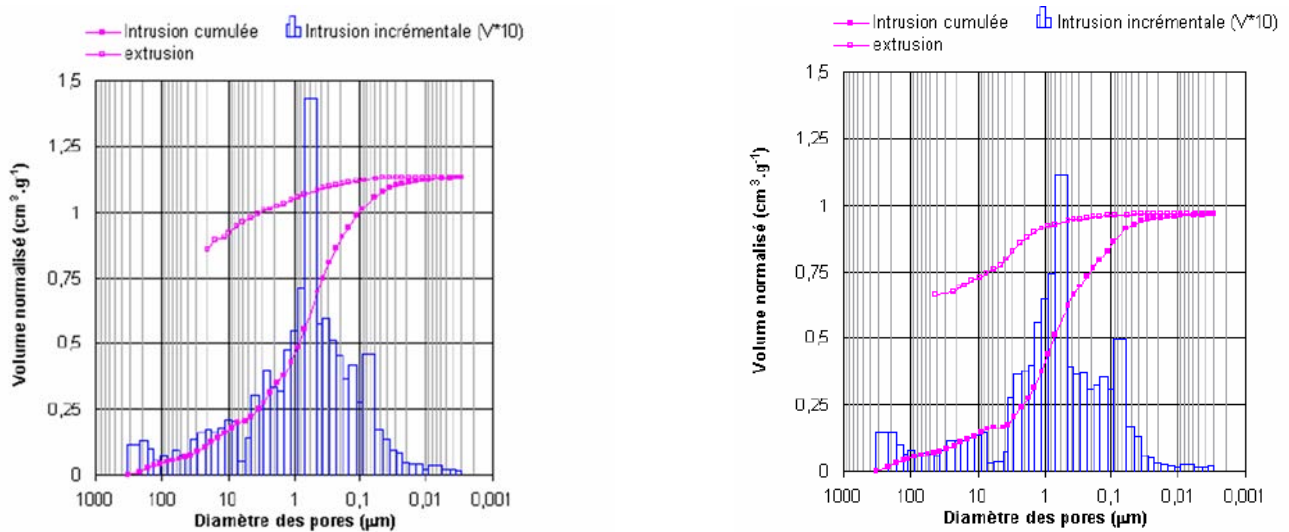 Intrusion cumulée Intrusion incrémentale (V*10)
extrusion
Volume normalisé (cm³.g⁻¹)
1,5
1,25
1
0,75
0,5
0,25
0
1000 100 10 1 0,1 0,01 0,001
Diamètre des pores (µm)
Intrusion cumulée Intrusion incrémentale (V*10)
extrusion
Volume normalisé (cm³.g⁻¹)
1,5
1,25
1
0,75
0,5
0,25
0
1000 100 10 1 0,1 0,01 0,001
Diamètre des pores (µm)